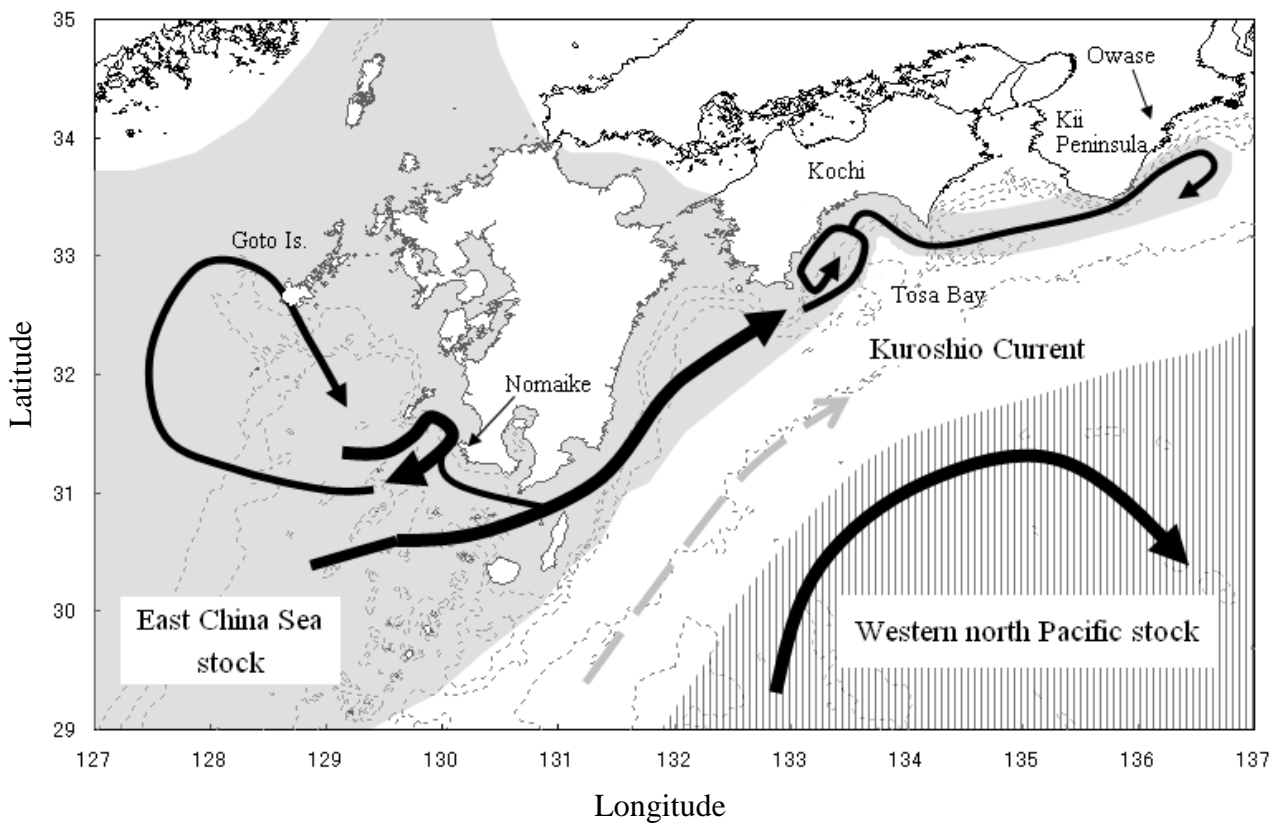 35
34
33
32
31
30
29
Latitude
Owase
Kii
Peninsula
Kochi
Goto Is.
Tosa Bay
Kuroshio Current
Nomaike
East China Sea
stock
Western north Pacific stock
127
128
129
130
131
132
133
134
135
136
137
Longitude